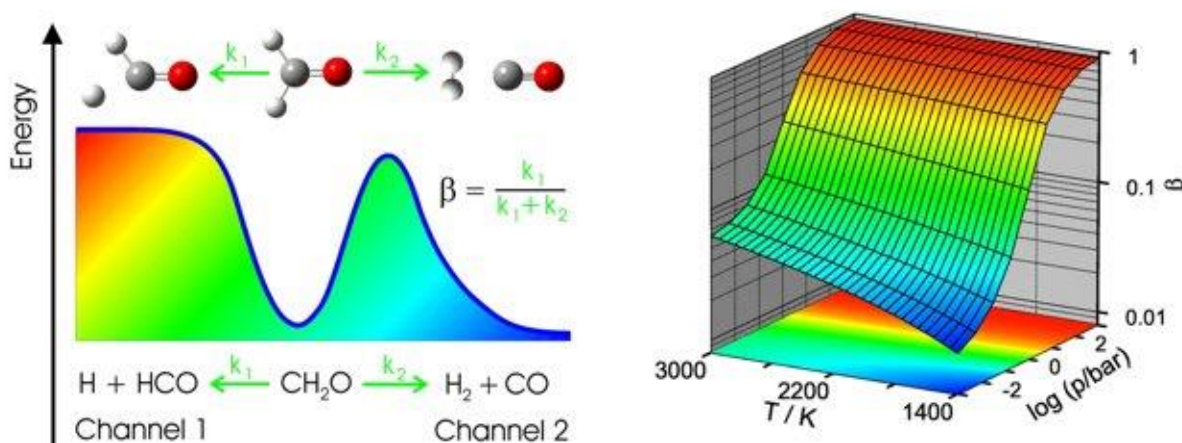 Energy
k₁
k₂
β = k₁ / k₁+k₂
k₁
k₂
H + HCO
CH₂O
H₂ + CO
Channel 1
Channel 2
1
0.1
0.01
β
3000
2200
1400
T / K
-2
0
2
log (p/bar)